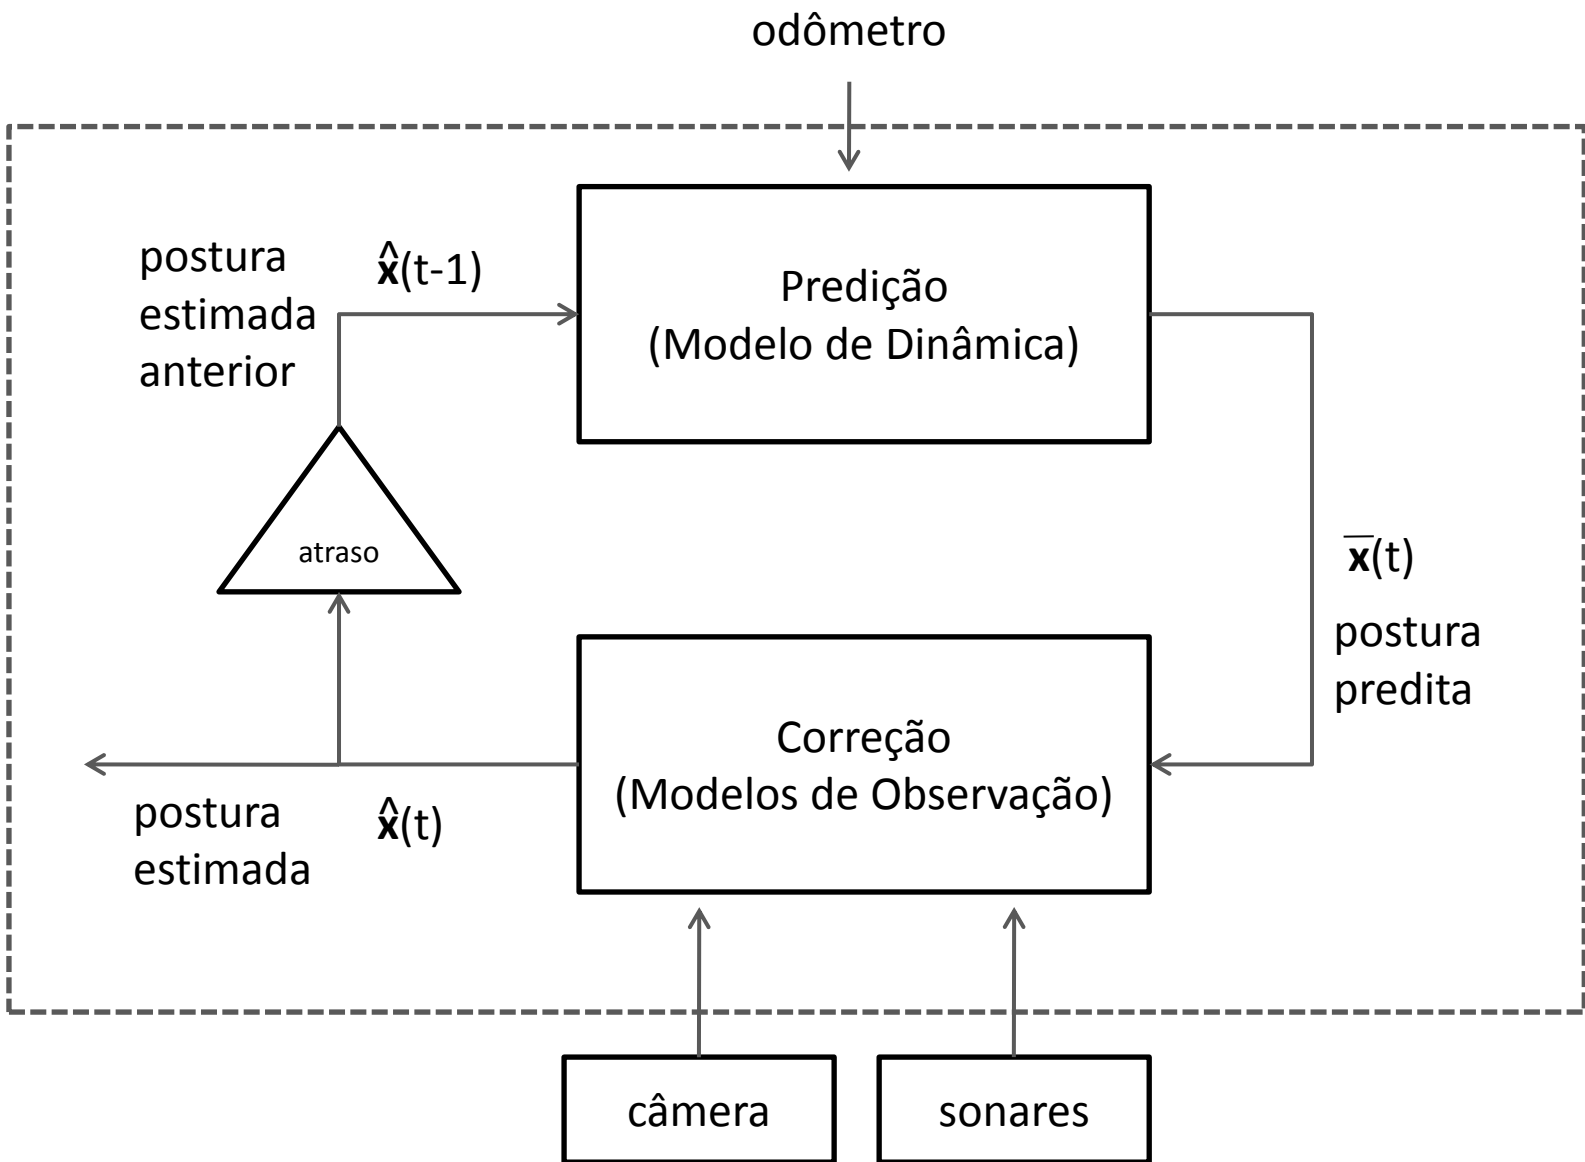 odômetro
postura
estimada
anterior
x̂(t-1)
Predição
(Modelo de Dinâmica)
atraso
x̅(t)
postura
predita
Correção
(Modelos de Observação)
postura
estimada
x̂(t)
câmera
sonares